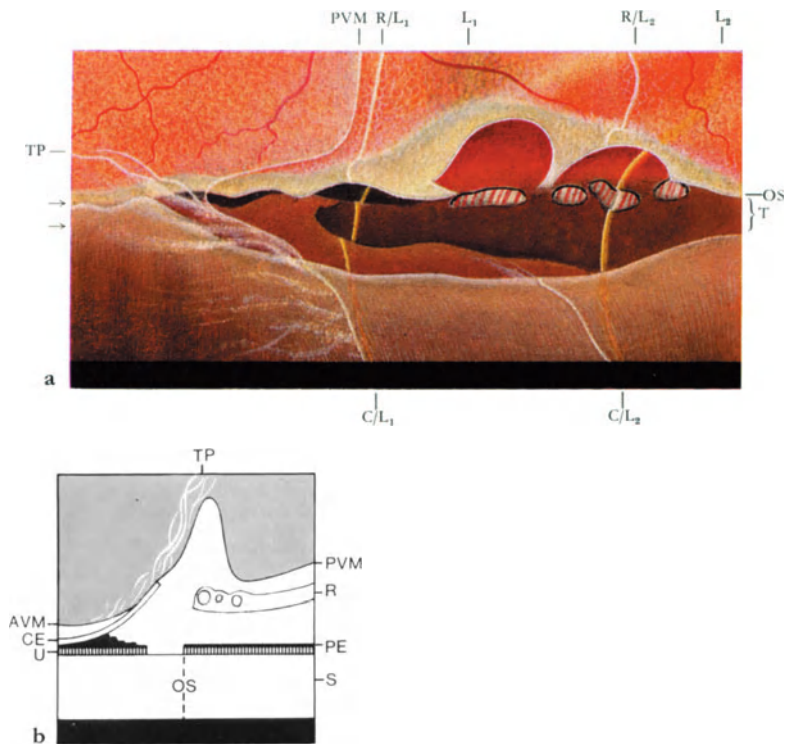 PVM R/L₁ L₁ R/L₂ L₂
TP
OS
T
a
C/L₁ C/L₂
TP
PVM
R
AVM
CE
U PE
OS S
b